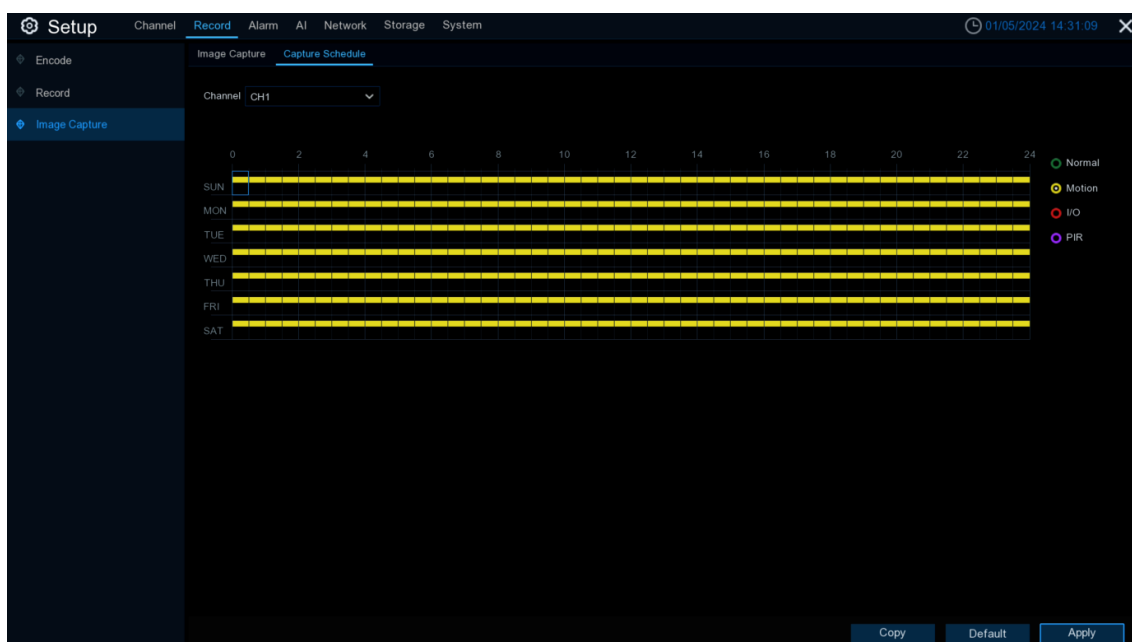 Setup Channel Record Alarm AI Network Storage System 01/05/2024 14:31:09
Encode
Record
Image Capture
Image Capture Capture Schedule
Channel CH1
0 2 4 6 8 10 12 14 16 18 20 22 24
SUN
MON
TUE
WED
THU
FRI
SAT
Normal
Motion
I/O
PIR
Copy Default Apply